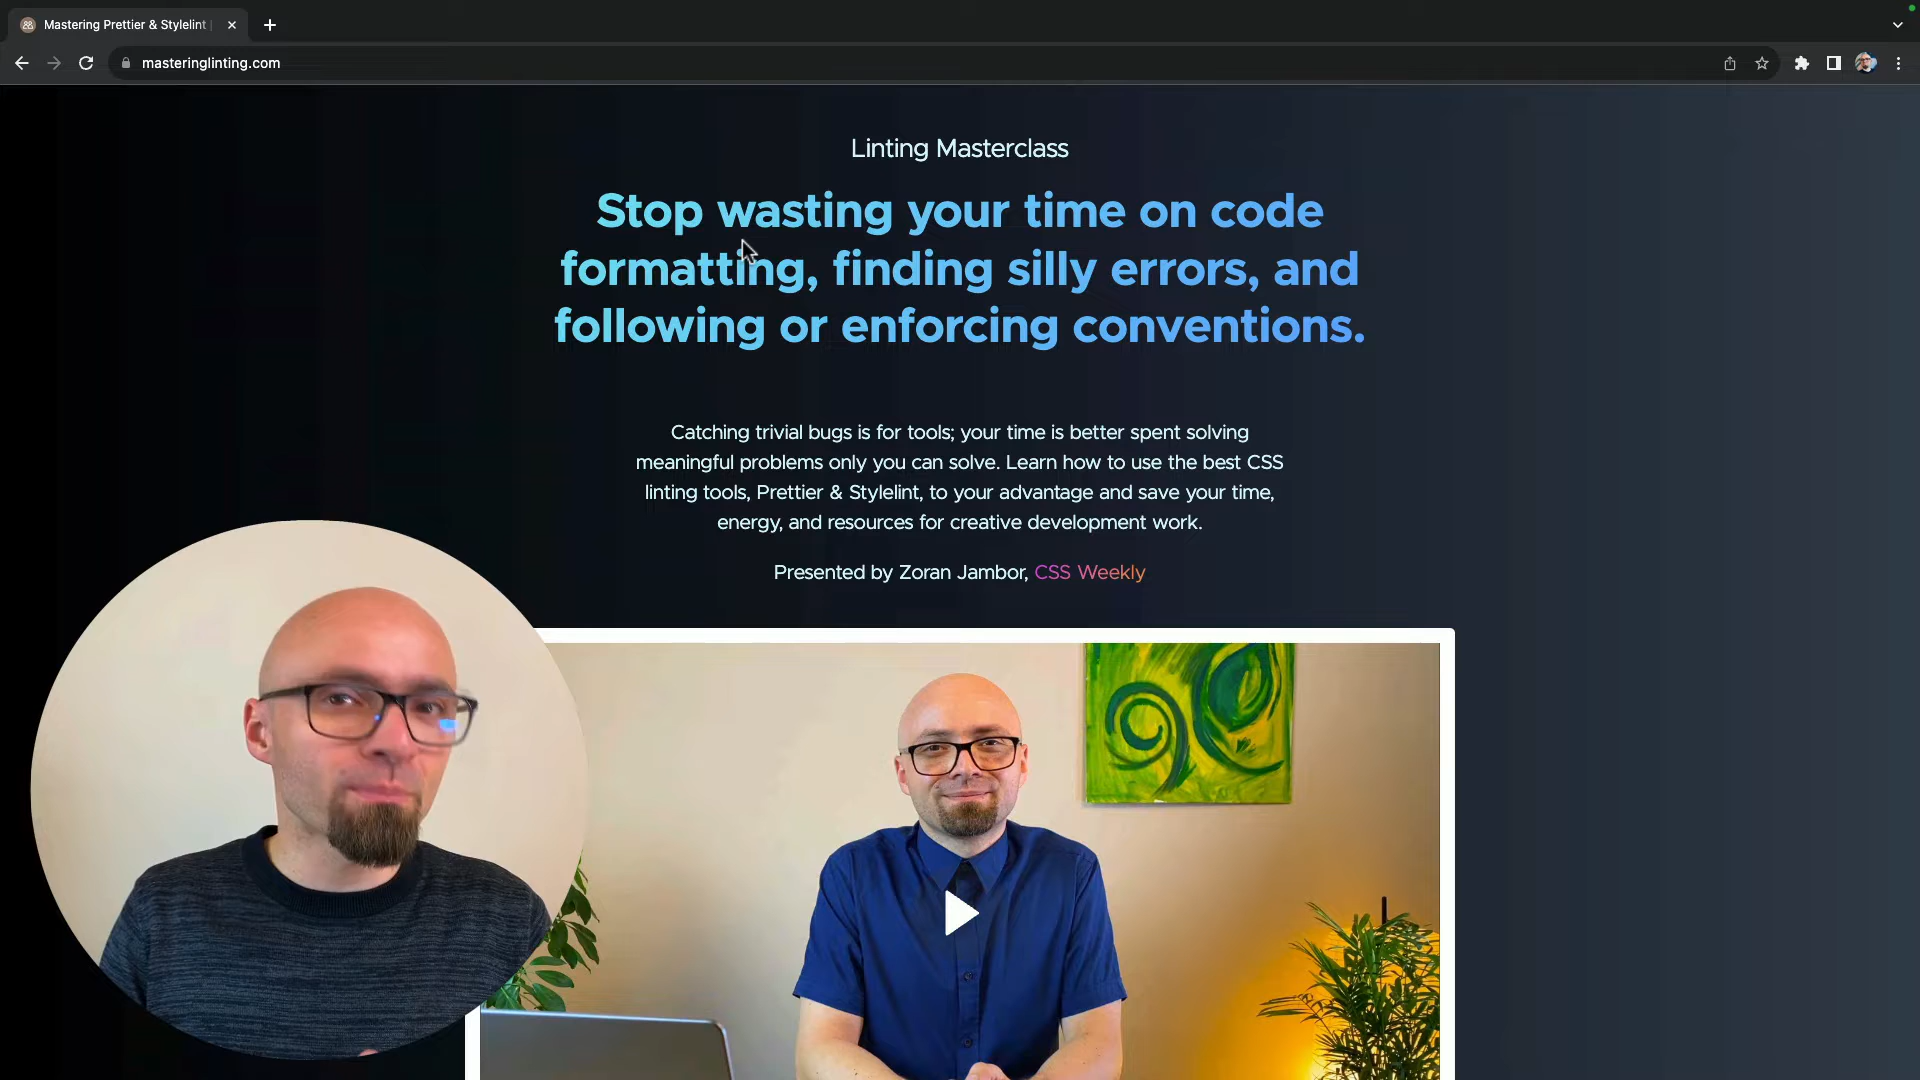 Mastering Prettier & Stylelint |
masteringlinting.com
Linting Masterclass
Stop wasting your time on code
formatting, finding silly errors, and
following or enforcing conventions.
Catching trivial bugs is for tools; your time is better spent solving
meaningful problems only you can solve. Learn how to use the best CSS
linting tools, Prettier & Stylelint, to your advantage and save your time,
energy, and resources for creative development work.
Presented by Zoran Jambor, CSS Weekly